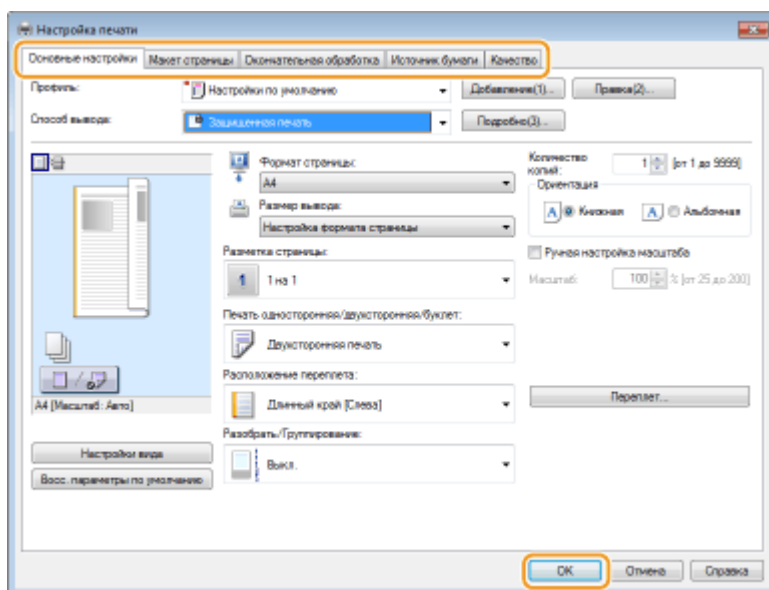 Настройка печати
Основные настройки Макет страницы Окончательная обработка Источник бумаги Качество
Профиль: Настройки по умолчанию Добавление(1)... Правка(2)...
Способ вывода: Защищенная печать Подробно(3)...
Формат страницы:
A4
Размер вывода:
Настройка формата страницы
Разметка страницы:
1
1 на 1
Печать односторонняя/двухсторонняя/буклет:
Двухсторонняя печать
Расположение переплета:
Длинный край [Слева]
Разобрать/Группирование:
Выкл.
Количество
копий:
1 [от 1 до 9999]
Ориентация
A Книжная A Альбомная
Ручная настройка масштаба
Масштаб: 100 % [от 25 до 200]
Переплет...
A4 [Масштаб: Авто]
Настройки вида
Восс. параметры по умолчанию
OK Отмена Справка